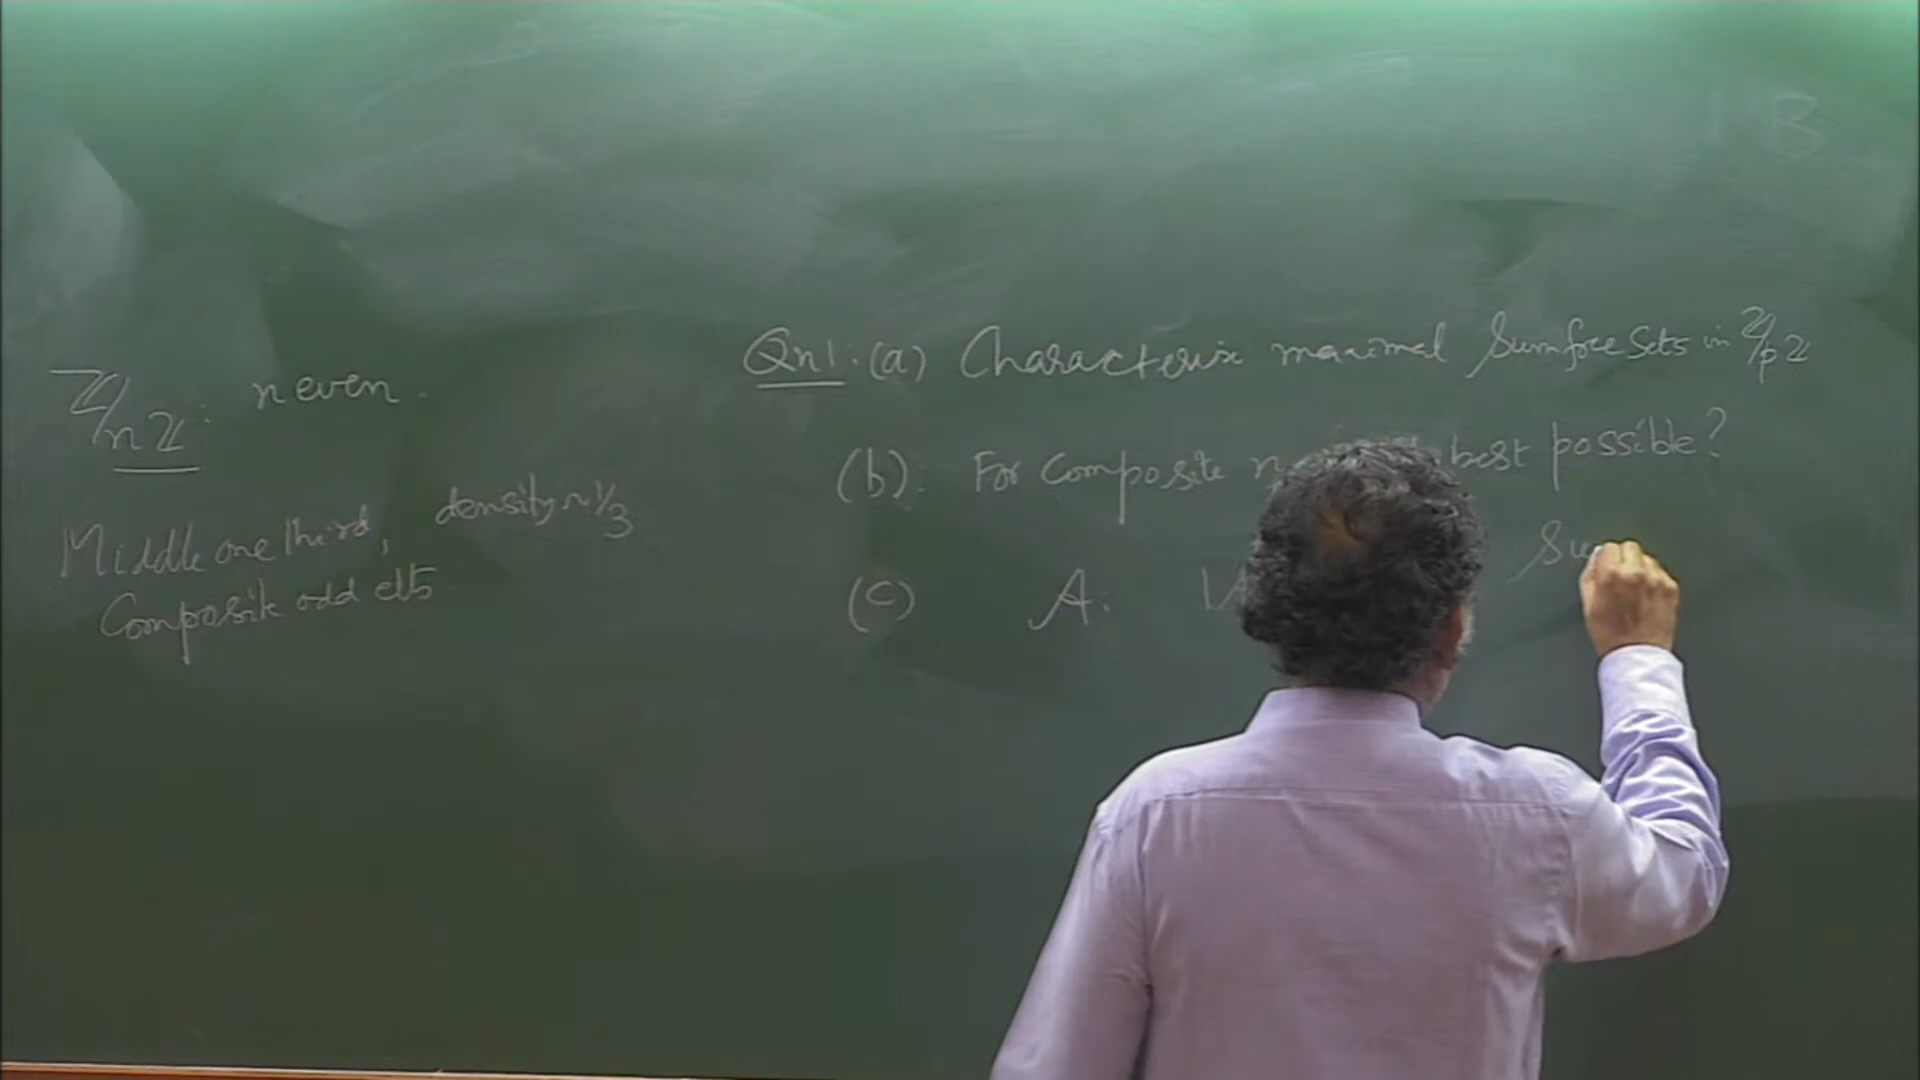 Z/nZ: n even.
Middle one third, density ~ 1/3
Composite odd elts
Qn1: (a) Characterize maximal Sumfree Sets in Z/pZ
(b): For Composite n best possible?
(c) A:
B